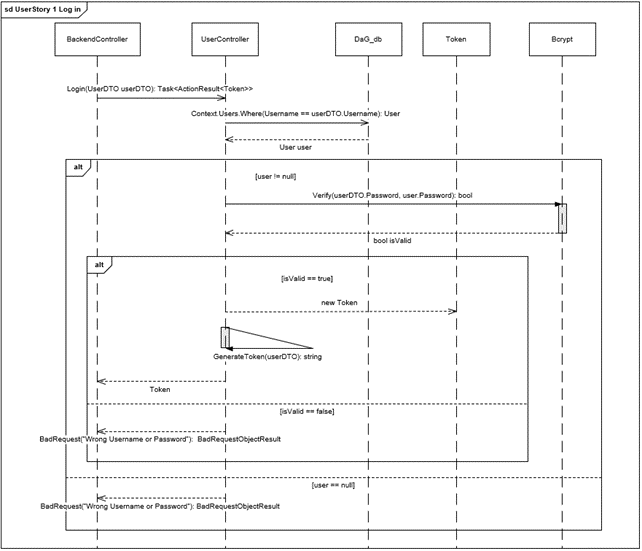 sd UserStory 1 Log in
BackendController
UserController
DaG_db
Token
Bcrypt
Login(UserDTO userDTO): Task<ActionResult<Token>>
Context.Users.Where(Username == userDTO.Username): User
User user
alt
[user != null]
Verify(userDTO.Password, user.Password): bool
bool isValid
alt
[isValid == true]
new Token
GenerateToken(userDTO): string
Token
[isValid == false]
BadRequest("Wrong Username or Password"): BadRequestObjectResult
[user == null]
BadRequest("Wrong Username or Password"): BadRequestObjectResult